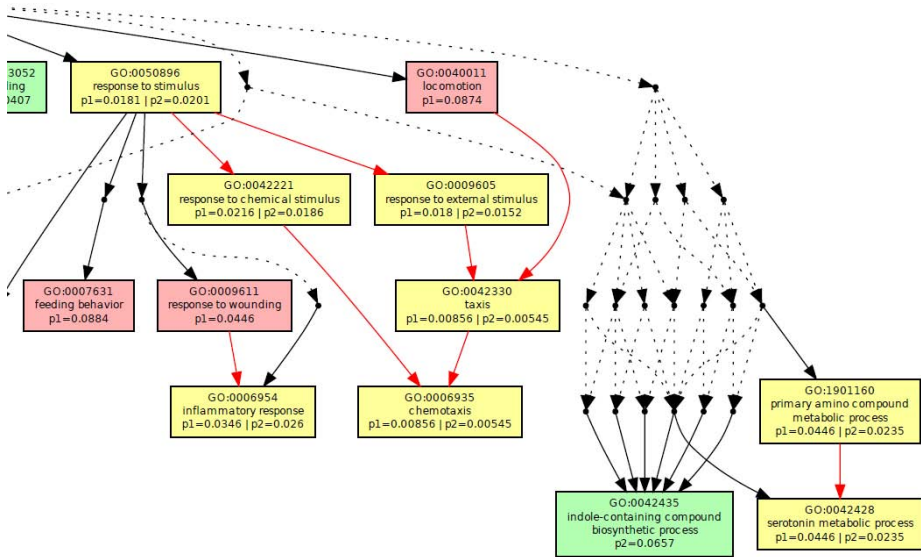 3052
GO:0050896
response to stimulus
p1=0.0181 | p2=0.0201
GO:0040011
locomotion
p1=0.0874
GO:0042221
response to chemical stimulus
p1=0.0216 | p2=0.0186
GO:0009605
response to external stimulus
p1=0.018 | p2=0.0152
GO:0007631
feeding behavior
p1=0.0884
GO:0009611
response to wounding
p1=0.0446
GO:0042330
taxis
p1=0.00856 | p2=0.00545
GO:0006954
inflammatory response
p1=0.0346 | p2=0.026
GO:0006935
chemotaxis
p1=0.00856 | p2=0.00545
GO:1901160
primary amino compound
metabolic process
p1=0.0446 | p2=0.0235
GO:0042435
indole-containing compound
biosynthetic process
p2=0.0657
GO:0042428
serotonin metabolic process
p1=0.0446 | p2=0.0235